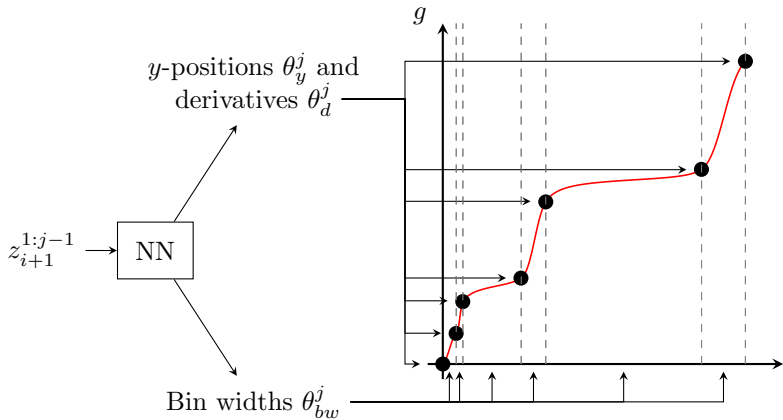 g
y-positions θ_y^j and
derivatives θ_d^j
z_{i+1}^{1:j−1}
NN
Bin widths θ_{bw}^j